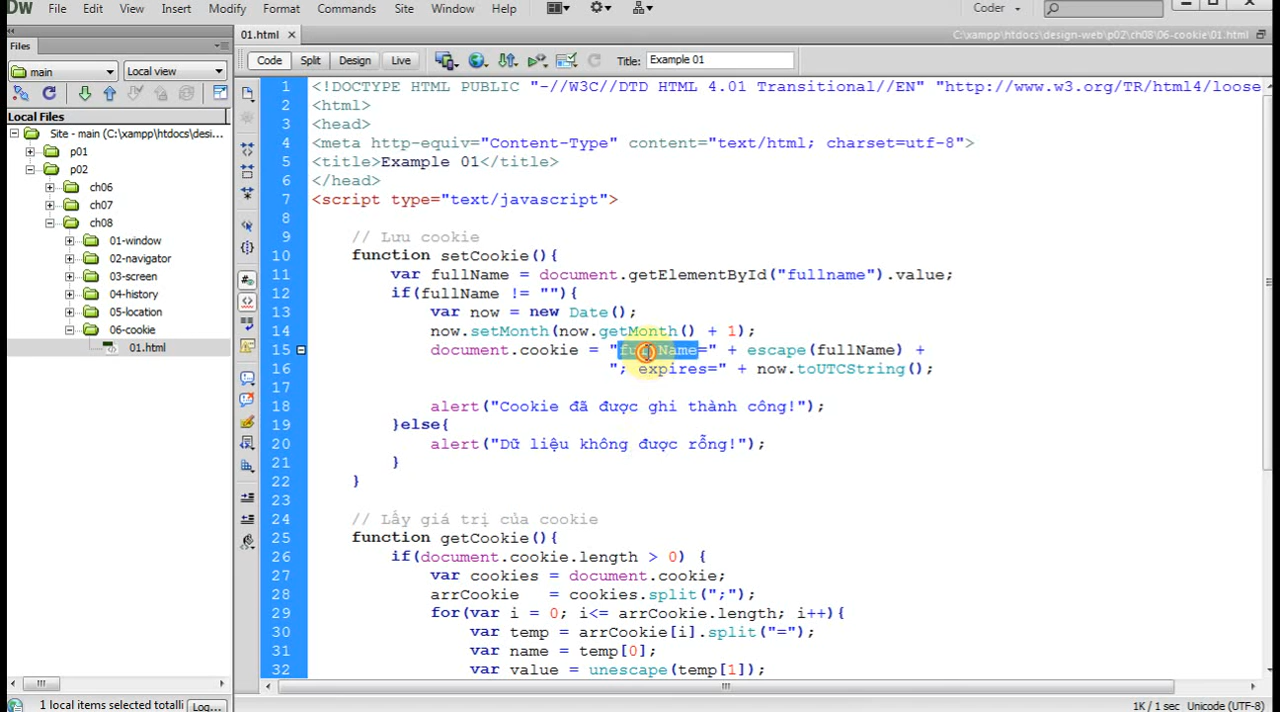 DW File Edit View Insert Modify Format Commands Site Window Help Coder
01.html × C:\xampp\htdocs\design-web\p02\ch08\06-cookie\01.html
Files
Code Split Design Live Title: Example 01
main Local view
Local Files
Site - main (C:\xampp\htdocs\desi...
p01
p02
ch06
ch07
ch08
01-window
02-navigator
03-screen
04-history
05-location
06-cookie
01.html
1 <!DOCTYPE HTML PUBLIC "-//W3C//DTD HTML 4.01 Transitional//EN" "http://www.w3.org/TR/html4/loose
2 <html>
3 <head>
4 <meta http-equiv="Content-Type" content="text/html; charset=utf-8">
5 <title>Example 01</title>
6 </head>
7 <script type="text/javascript">
8
9 // Lưu cookie
10 function setCookie(){
11 var fullName = document.getElementById("fullname").value;
12 if(fullName != ""){
13 var now = new Date();
14 now.setMonth(now.getMonth() + 1);
15 document.cookie = "fullName=" + escape(fullName) +
16 "; expires=" + now.toUTCString();
17
18 alert("Cookie đã được ghi thành công!");
19 }else{
20 alert("Dữ liệu không được rỗng!");
21 }
22 }
23
24 // Lấy giá trị của cookie
25 function getCookie(){
26 if(document.cookie.length > 0) {
27 var cookies = document.cookie;
28 arrCookie = cookies.split(";");
29 for(var i = 0; i<= arrCookie.length; i++){
30 var temp = arrCookie[i].split("=");
31 var name = temp[0];
32 var value = unescape(temp[1]);
1 local items selected totalli Log... 1K / 1 sec Unicode (UTF-8)